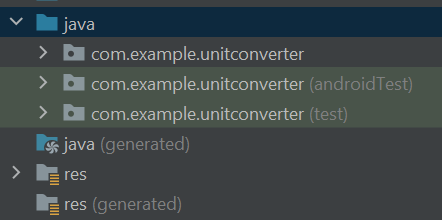 java
com.example.unitconverter
com.example.unitconverter (androidTest)
com.example.unitconverter (test)
java (generated)
res
res (generated)